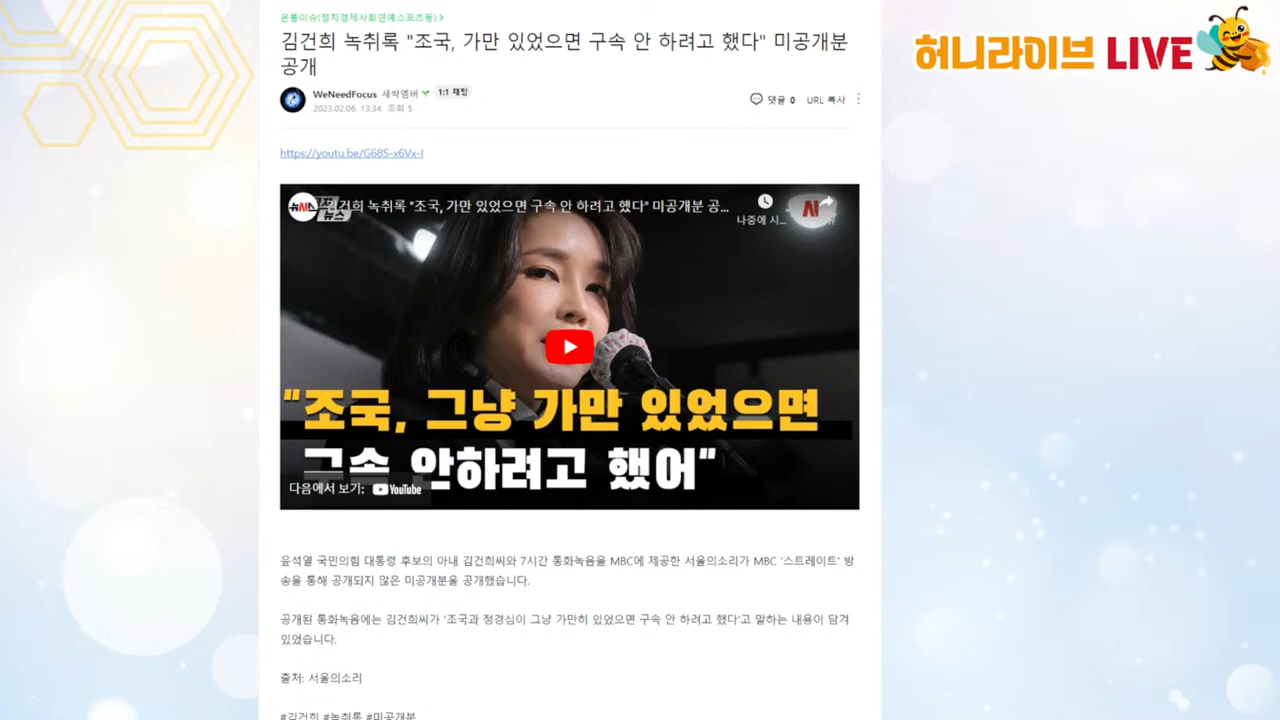 온통이슈(정치경제사회연예스포츠등) >
김건희 녹취록 "조국, 가만 있었으면 구속 안 하려고 했다" 미공개분
공개
WeNeedFocus 새싹멤버 1:1 채팅
2023.02.06. 13:34 조회 5
댓글 0 URL 복사
허니라이브 LIVE
https://youtu.be/G68S-x6Vx-I
뉴시스 김건희 녹취록 "조국, 가만 있었으면 구속 안 하려고 했다" 미공개분 공...
뉴스
나중에 시...
"조국, 그냥 가만 있었으면
구속 안하려고 했어"
다음에서 보기: YouTube
윤석열 국민의힘 대통령 후보의 아내 김건희씨와 7시간 통화녹음을 MBC에 제공한 서울의소리가 MBC '스트레이트' 방
송을 통해 공개되지 않은 미공개분을 공개했습니다.
공개된 통화녹음에는 김건희씨가 '조국과 정경심이 그냥 가만히 있었으면 구속 안 하려고 했다'고 말하는 내용이 담겨
있었습니다.
출처: 서울의소리
#김건희 #녹취록 #미공개분